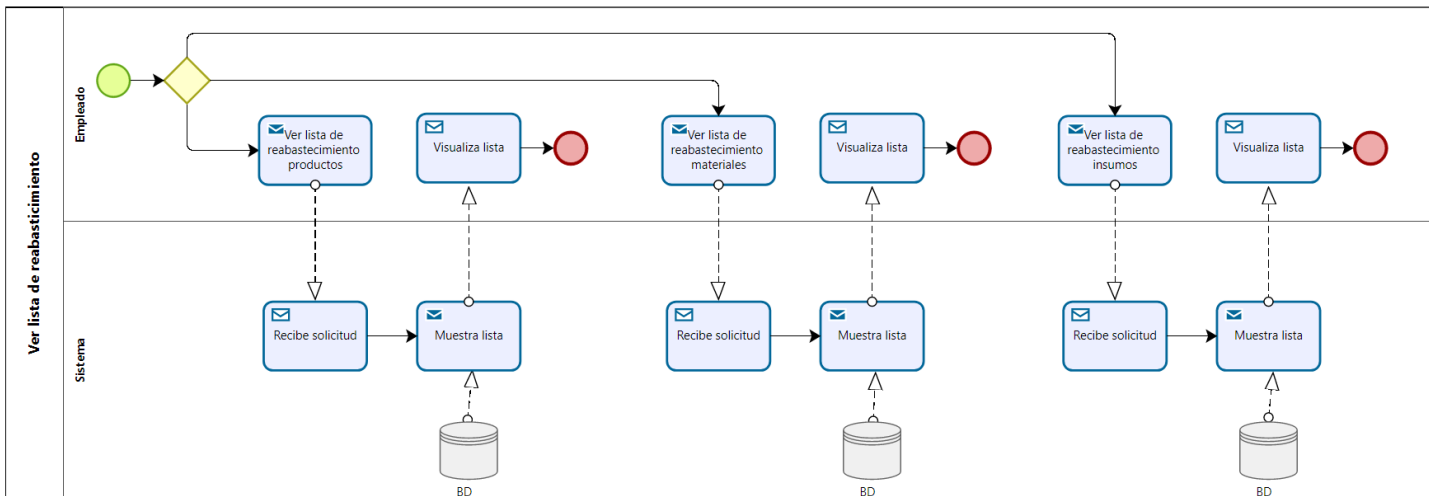 Ver lista de reabasticimiento
Empleado
Ver lista de
reabastecimiento
productos
Visualiza lista
Ver lista de
reabastecimiento
materiales
Visualiza lista
Ver lista de
reabastecimiento
insumos
Visualiza lista
Sistema
Recibe solicitud
Muestra lista
Recibe solicitud
Muestra lista
Recibe solicitud
Muestra lista
BD
BD
BD